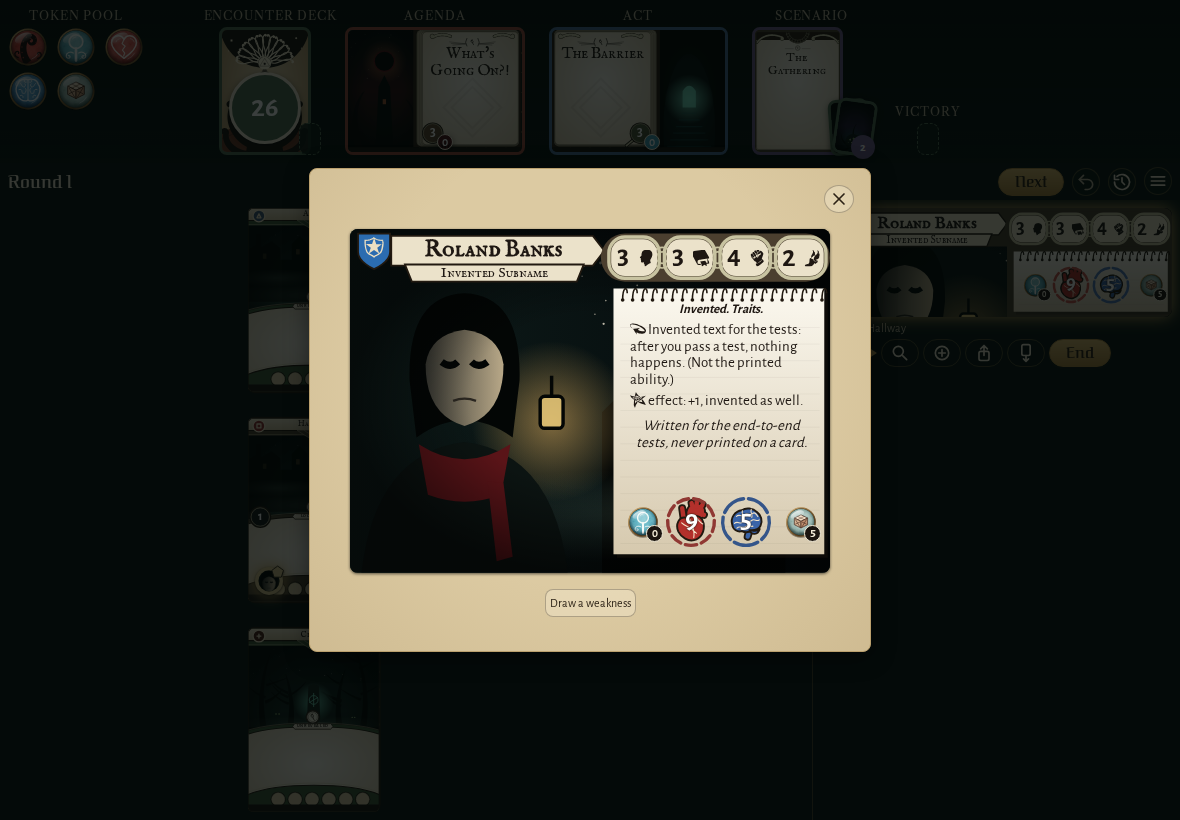 TOKEN POOL
ENCOUNTER DECK
AGENDA
ACT
SCENARIO
What's
Going On?!
The Barrier
The
Gathering
26
3
0
3
0
2
VICTORY
Round 1
Next
Roland Banks
Invented Subname
3
3
4
2
Roland Banks
Invented Subname
3
3
4
2
Invented. Traits.
Invented text for the tests:
after you pass a test, nothing
happens. (Not the printed
ability.)
effect: +1, invented as well.
Written for the end-to-end
tests, never printed on a card.
0
9
5
5
0
9
5
5
Hallway
End
1
Draw a weakness